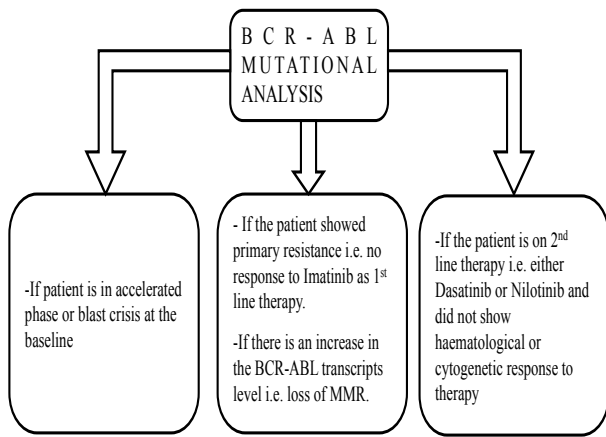 BCR-ABL
MUTATIONAL
ANALYSIS
-If patient is in accelerated
phase or blast crisis at the
baseline
- If the patient showed
primary resistance i.e. no
response to Imatinib as 1st
line therapy.
-If there is an increase in
the BCR-ABL transcripts
level i.e. loss of MMR.
-If the patient is on 2nd
line therapy i.e. either
Dasatinib or Nilotinib and
did not show
haematological or
cytogenetic response to
therapy